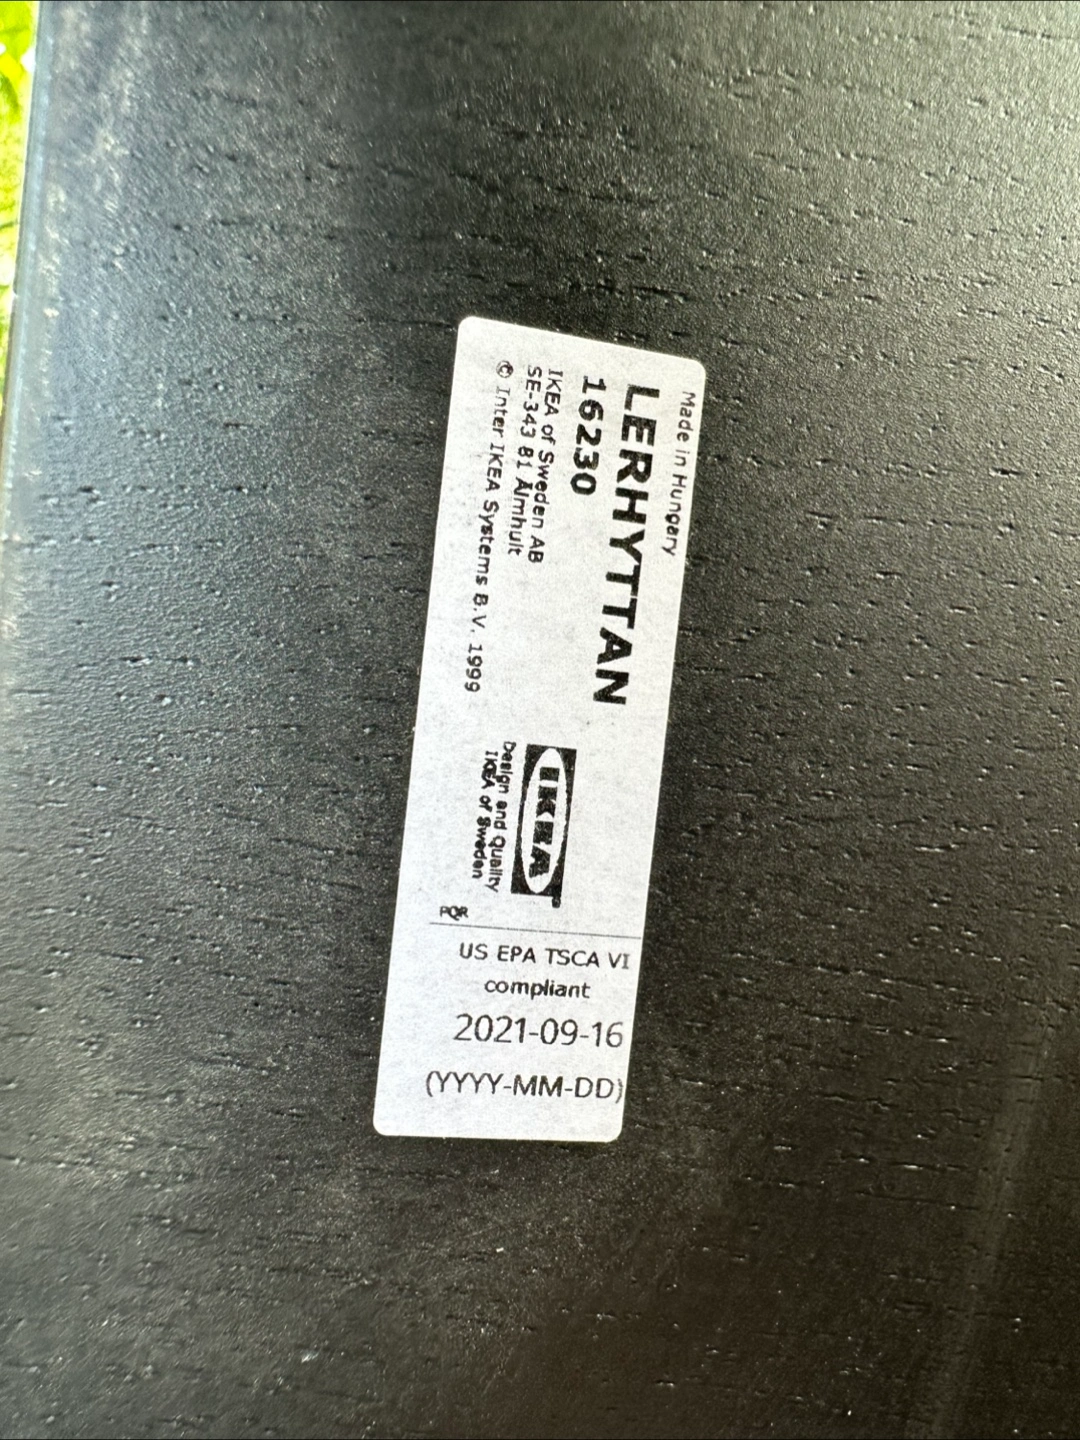 Made in Hungary
LERHYTTAN
16230
IKEA of Sweden AB
SE-343 81 Älmhult
© Inter IKEA Systems B.V. 1999
IKEA
Design and Quality
IKEA of Sweden
PQR
US EPA TSCA VI
compliant
2021-09-16
(YYYY-MM-DD)